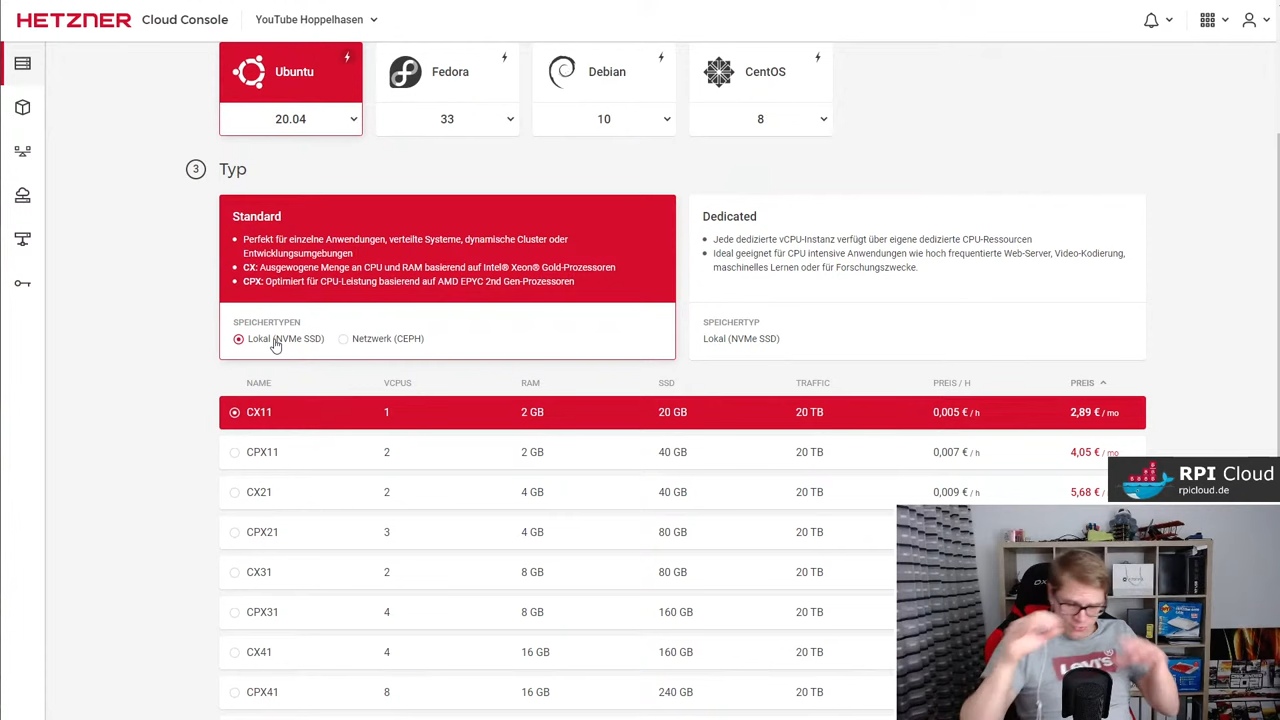 HETZNER Cloud Console YouTube Hoppelhasen
Ubuntu Fedora Debian CentOS
20.04 33 10 8
3 Typ
Standard
Perfekt für einzelne Anwendungen, verteilte Systeme, dynamische Cluster oder
Entwicklungsumgebungen
CX: Ausgewogene Menge an CPU und RAM basierend auf Intel® Xeon® Gold-Prozessoren
CPX: Optimiert für CPU-Leistung basierend auf AMD EPYC 2nd Gen-Prozessoren
SPEICHERTYPEN
Lokal (NVMe SSD) Netzwerk (CEPH)
Dedicated
Jede dedizierte vCPU-Instanz verfügt über eigene dedizierte CPU-Ressourcen
Ideal geeignet für CPU intensive Anwendungen wie hoch frequentierte Web-Server, Video-Kodierung,
maschinelles Lernen oder für Forschungszwecke.
SPEICHERTYP
Lokal (NVMe SSD)
NAME VCPUS RAM SSD TRAFFIC PREIS / H PREIS
CX11 1 2 GB 20 GB 20 TB 0,005 € / h 2,89 € / mo
CPX11 2 2 GB 40 GB 20 TB 0,007 € / h 4,05 € / mo
CX21 2 4 GB 40 GB 20 TB 0,009 € / h 5,68 € /
CPX21 3 4 GB 80 GB 20 TB
CX31 2 8 GB 80 GB 20 TB
CPX31 4 8 GB 160 GB 20 TB
CX41 4 16 GB 160 GB 20 TB
CPX41 8 16 GB 240 GB 20 TB
RPI Cloud
rpicloud.de
Levi's